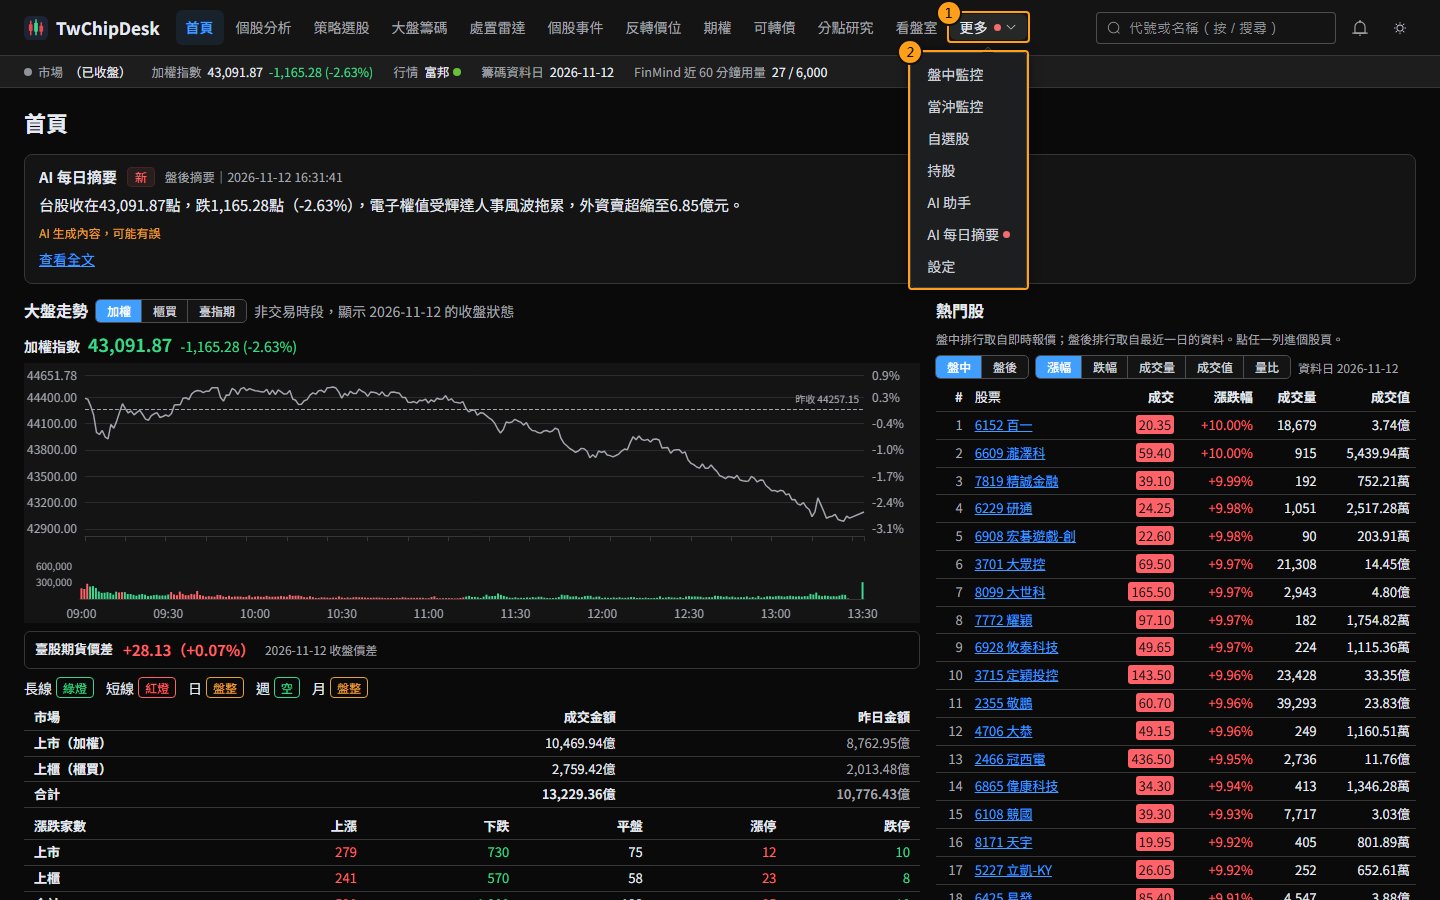 TwChipDesk 首頁 個股分析 策略選股 大盤籌碼 處置雷達 個股事件 反轉價位 期權 可轉債 分點研究 看盤室 1 更多 代號或名稱（按 / 搜尋）
市場 （已收盤） 加權指數 43,091.87 -1,165.28 (-2.63%) 行情 富邦 籌碼資料日 2026-11-12 FinMind 近 60 分鐘用量 27 / 6,000
2
盤中監控
當沖監控
自選股
持股
AI 助手
AI 每日摘要
設定
首頁
AI 每日摘要 新 盤後摘要｜2026-11-12 16:31:41
台股收在43,091.87點，跌1,165.28點（-2.63%），電子權值受輝達人事風波拖累，外資賣超縮至6.85億元。
AI 生成內容，可能有誤
查看全文
大盤走勢 加權 櫃買 臺指期 非交易時段，顯示 2026-11-12 的收盤狀態
加權指數 43,091.87 -1,165.28 (-2.63%)
44651.78 0.9%
44400.00 昨收 44257.15 0.3%
44100.00 -0.4%
43800.00 -1.0%
43500.00 -1.7%
43200.00 -2.4%
42900.00 -3.1%
600,000
300,000
09:00 09:30 10:00 10:30 11:00 11:30 12:00 12:30 13:00 13:30
臺股期貨價差 +28.13（+0.07%） 2026-11-12 收盤價差
長線 綠燈 短線 紅燈 日 盤整 週 空 月 盤整
市場 成交金額 昨日金額
上市（加權） 10,469.94億 8,762.95億
上櫃（櫃買） 2,759.42億 2,013.48億
合計 13,229.36億 10,776.43億
漲跌家數 上漲 下跌 平盤 漲停 跌停
上市 279 730 75 12 10
上櫃 241 570 58 23 8
熱門股
盤中排行取自即時報價；盤後排行取自最近一日的資料。點任一列進個股頁。
盤中 盤後 漲幅 跌幅 成交量 成交值 量比 資料日 2026-11-12
# 股票 成交 漲跌幅 成交量 成交值
1 6152 百一 20.35 +10.00% 18,679 3.74億
2 6609 瀧澤科 59.40 +10.00% 915 5,439.94萬
3 7819 精誠金融 39.10 +9.99% 192 752.21萬
4 6229 研通 24.25 +9.98% 1,051 2,517.28萬
5 6908 宏碁遊戲-創 22.60 +9.98% 90 203.91萬
6 3701 大眾控 69.50 +9.97% 21,308 14.45億
7 8099 大世科 165.50 +9.97% 2,943 4.80億
8 7772 耀穎 97.10 +9.97% 182 1,754.82萬
9 6928 攸泰科技 49.65 +9.97% 224 1,115.36萬
10 3715 定穎投控 143.50 +9.96% 23,428 33.35億
11 2355 敬鵬 60.70 +9.96% 39,293 23.83億
12 4706 大恭 49.15 +9.96% 249 1,160.51萬
13 2466 冠西電 436.50 +9.95% 2,736 11.76億
14 6865 偉康科技 34.30 +9.94% 413 1,346.28萬
15 6108 競國 39.30 +9.93% 7,717 3.03億
16 8171 天宇 19.95 +9.92% 405 801.89萬
17 5227 立凱-KY 26.05 +9.92% 252 652.61萬
18 6425 易發 85.40 +9.91% 4,547 3.88億